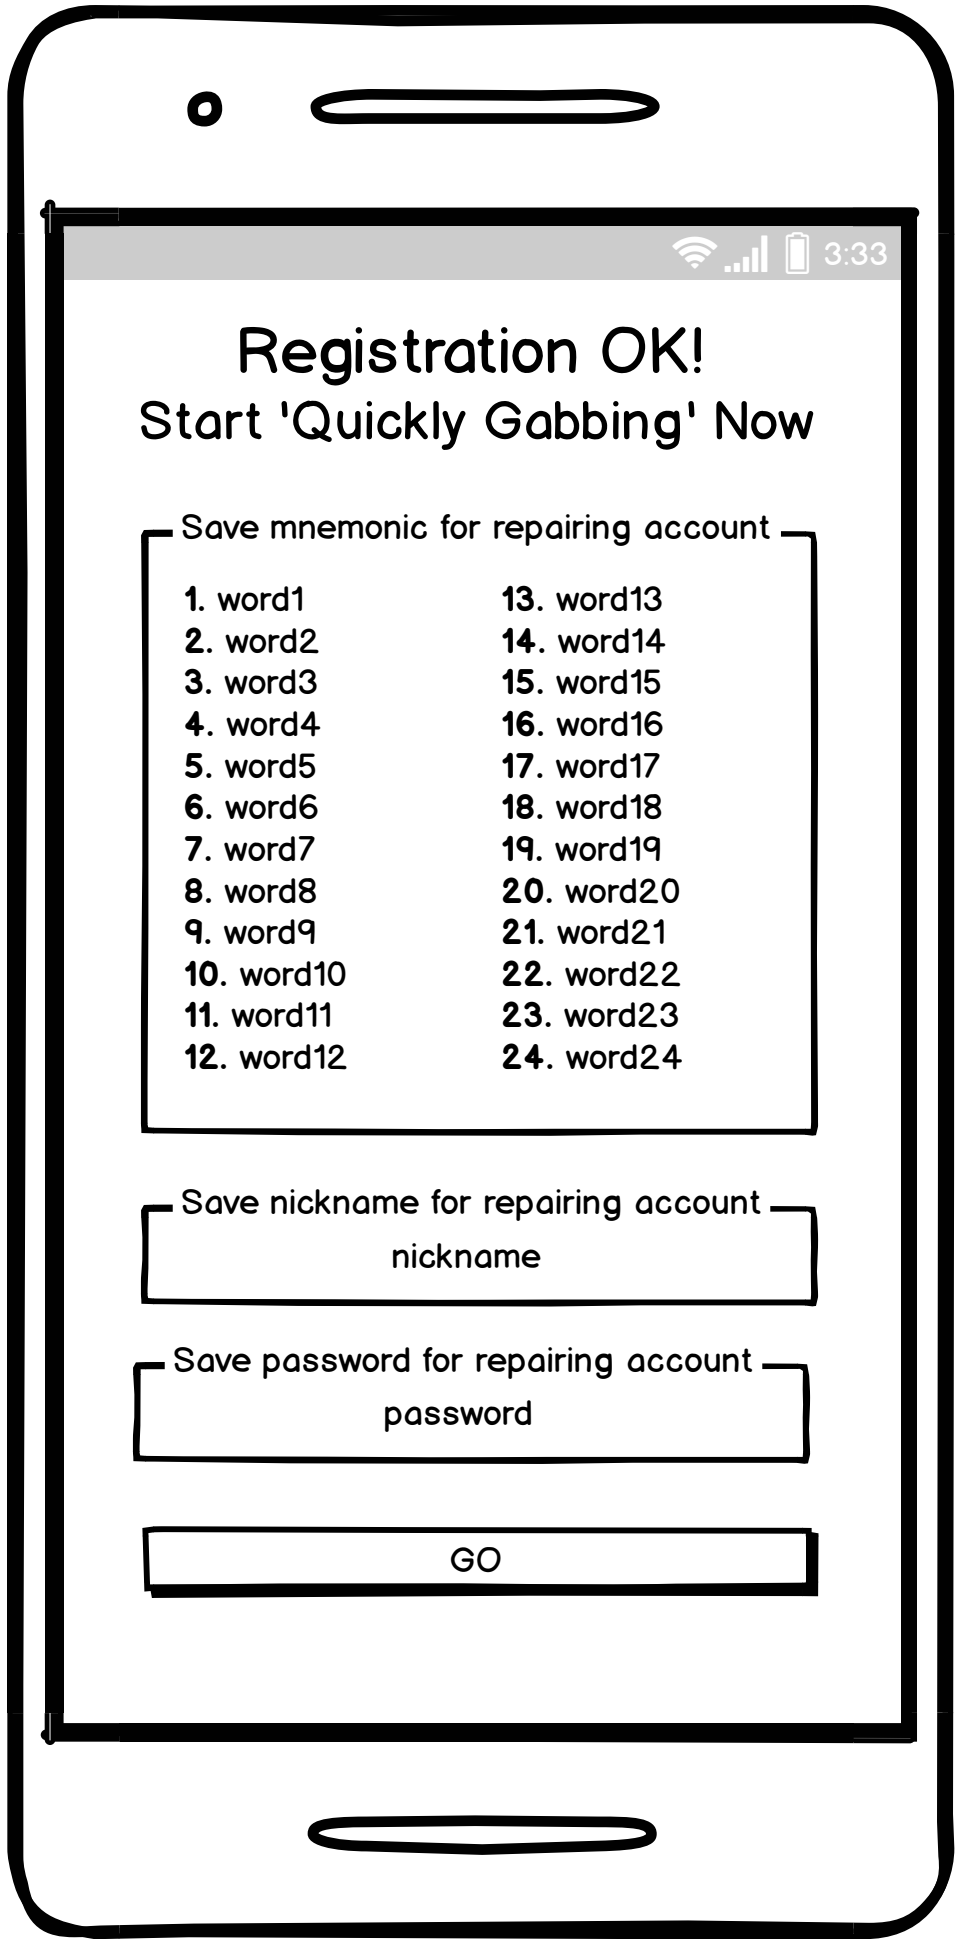 3:33
Registration OK!
Start 'Quickly Gabbing' Now
Save mnemonic for repairing account
1. word1
2. word2
3. word3
4. word4
5. word5
6. word6
7. word7
8. word8
9. word9
10. word10
11. word11
12. word12
13. word13
14. word14
15. word15
16. word16
17. word17
18. word18
19. word19
20. word20
21. word21
22. word22
23. word23
24. word24
Save nickname for repairing account
nickname
Save password for repairing account
password
GO